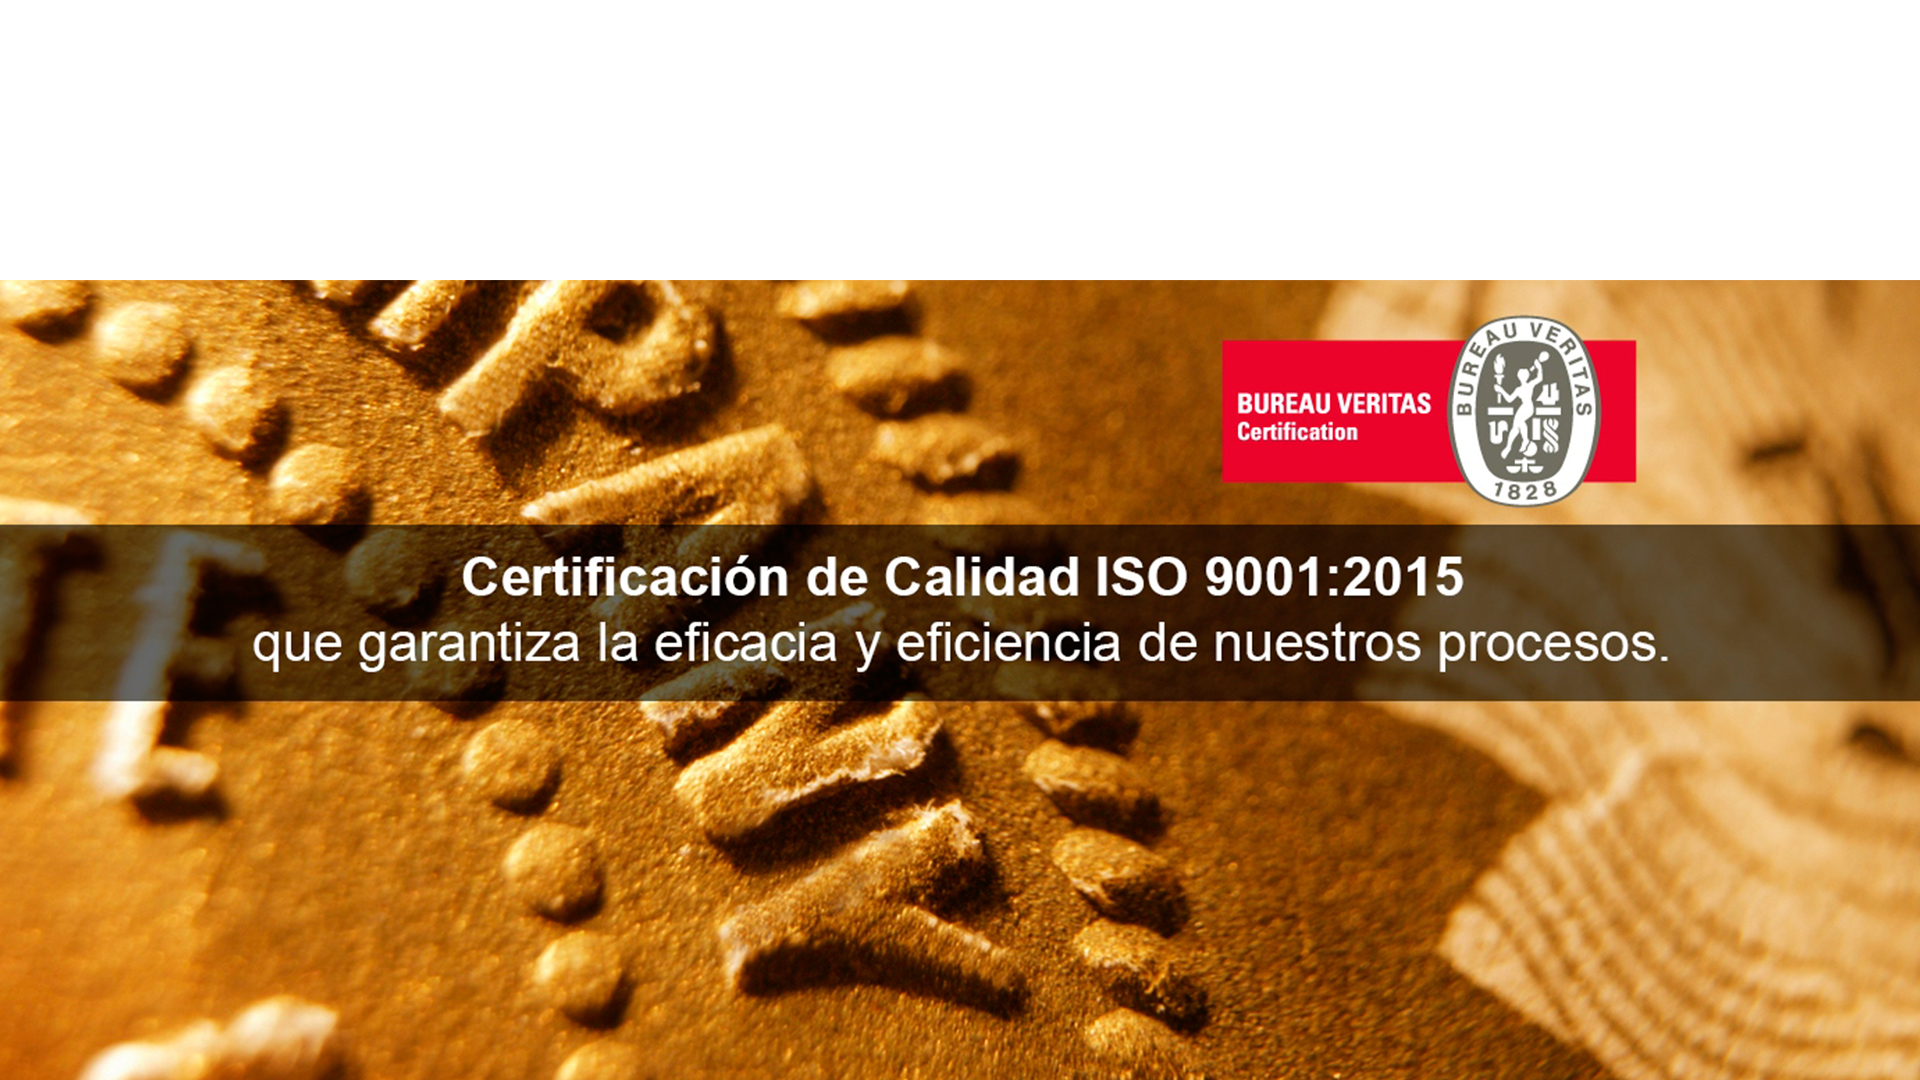 BUREAU VERITAS
Certification
BUREAU VERITAS
1828
Certificación de Calidad ISO 9001:2015
que garantiza la eficacia y eficiencia de nuestros procesos.